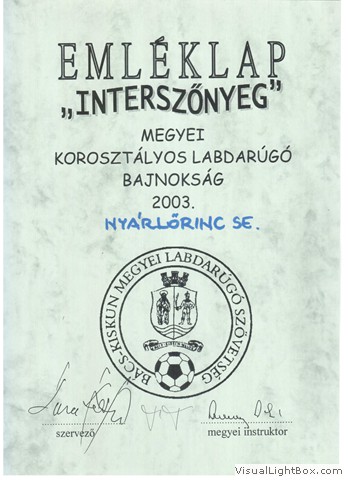 EMLÉKLAP
„INTERSZŐNYEG”
MEGYEI
KOROSZTÁLYOS LABDARÚGÓ
BAJNOKSÁG
2003.
NYÁRLŐRINC SE.
BÁCS-KISKUN MEGYEI LABDARÚGÓ SZÖVETSÉG
szervező
megyei instruktor
VisualLightBox.com